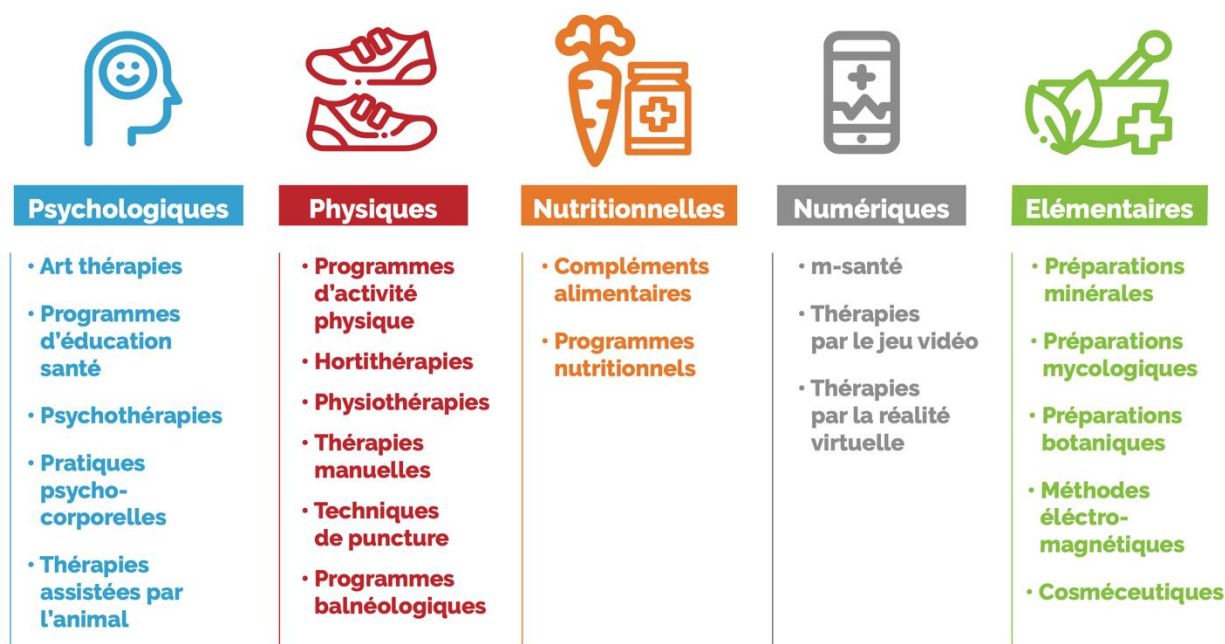 Psychologiques
• Art thérapies
• Programmes
d'éducation
santé
• Psychothérapies
• Pratiques
psycho-
corporelles
• Thérapies
assistées par
l'animal
Physiques
• Programmes
d'activité
physique
• Hortithérapies
• Physiothérapies
• Thérapies
manuelles
• Techniques
de puncture
• Programmes
balnéologiques
Nutritionnelles
• Compléments
alimentaires
• Programmes
nutritionnels
Numériques
• m-santé
• Thérapies
par le jeu vidéo
• Thérapies
par la réalité
virtuelle
Elémentaires
• Préparations
minérales
• Préparations
mycologiques
• Préparations
botaniques
• Méthodes
éléctro-
magnétiques
• Cosméceutiques